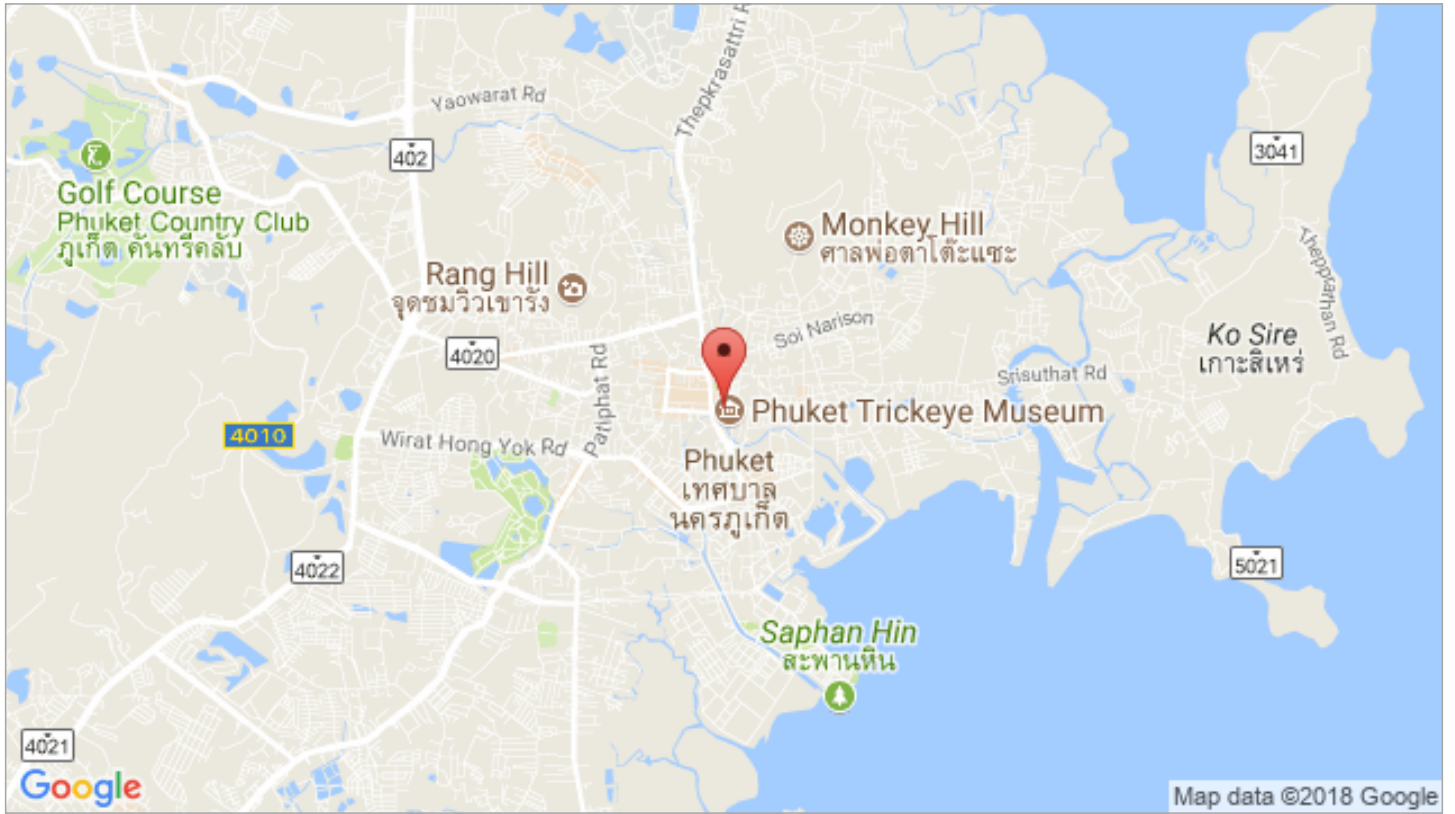 Thepkrasattri R
Yaowarat Rd
402
3041
Golf Course
Phuket Country Club
ภูเก็ต คันทรีคลับ
Monkey Hill
ศาลพ่อตาโต๊ะแซะ
Rang Hill
จุดชมวิวเขารัง
Thepprathan Rd
Soi Narison
Ko Sire
เกาะสิเหร่
4020
Patiphat Rd
Srisuthat Rd
Phuket Trickeye Museum
4010
Wirat Hong Yok Rd
Phuket
เทศบาล
นครภูเก็ต
4022
5021
Saphan Hin
สะพานหิน
4021
Google
Map data ©2018 Google